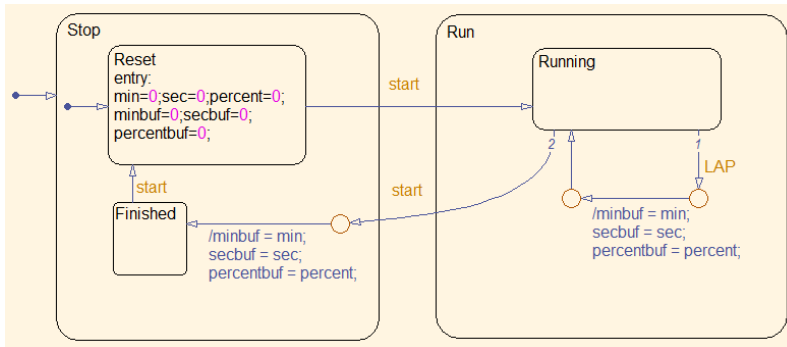 Stop
Reset
entry:
min=0;sec=0;percent=0;
minbuf=0;secbuf=0;
percentbuf=0;
start
Finished
start
/minbuf = min;
secbuf = sec;
percentbuf = percent;
start
Run
Running
2
1
LAP
/minbuf = min;
secbuf = sec;
percentbuf = percent;